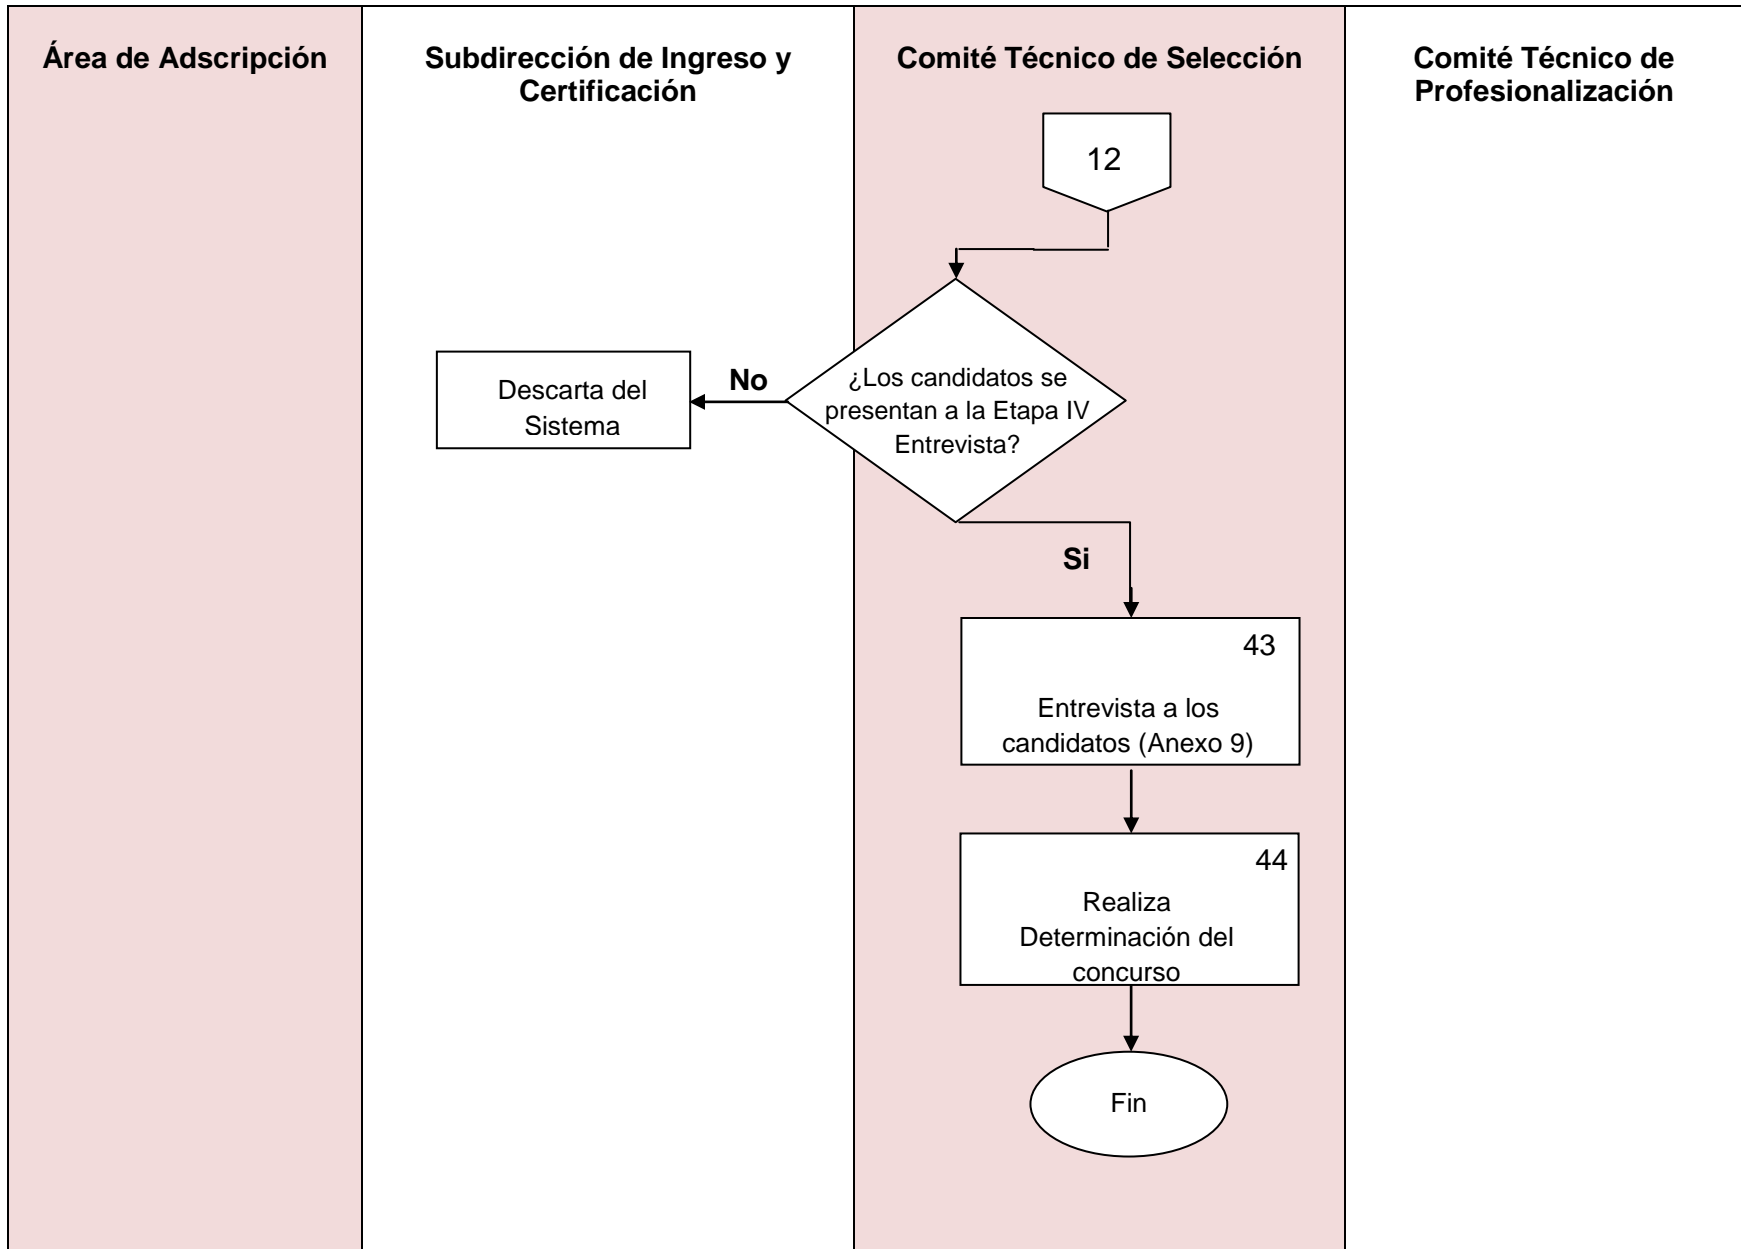 Área de Adscripción
Subdirección de Ingreso y
Certificación
Comité Técnico de Selección
Comité Técnico de
Profesionalización
12
¿Los candidatos se
presentan a la Etapa IV
Entrevista?
No
Descarta del
Sistema
Si
43
Entrevista a los
candidatos (Anexo 9)
44
Realiza
Determinación del
concurso
Fin